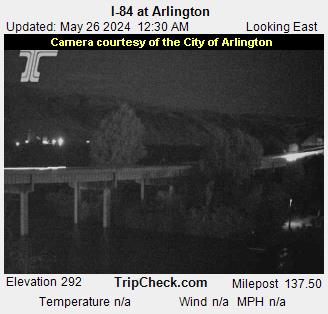 I-84 at Arlington
Updated: May 26 2024 12:30 AM Looking East
Camera courtesy of the City of Arlington
Elevation 292 TripCheck.com Milepost 137.50
Temperature n/a Wind n/a MPH n/a